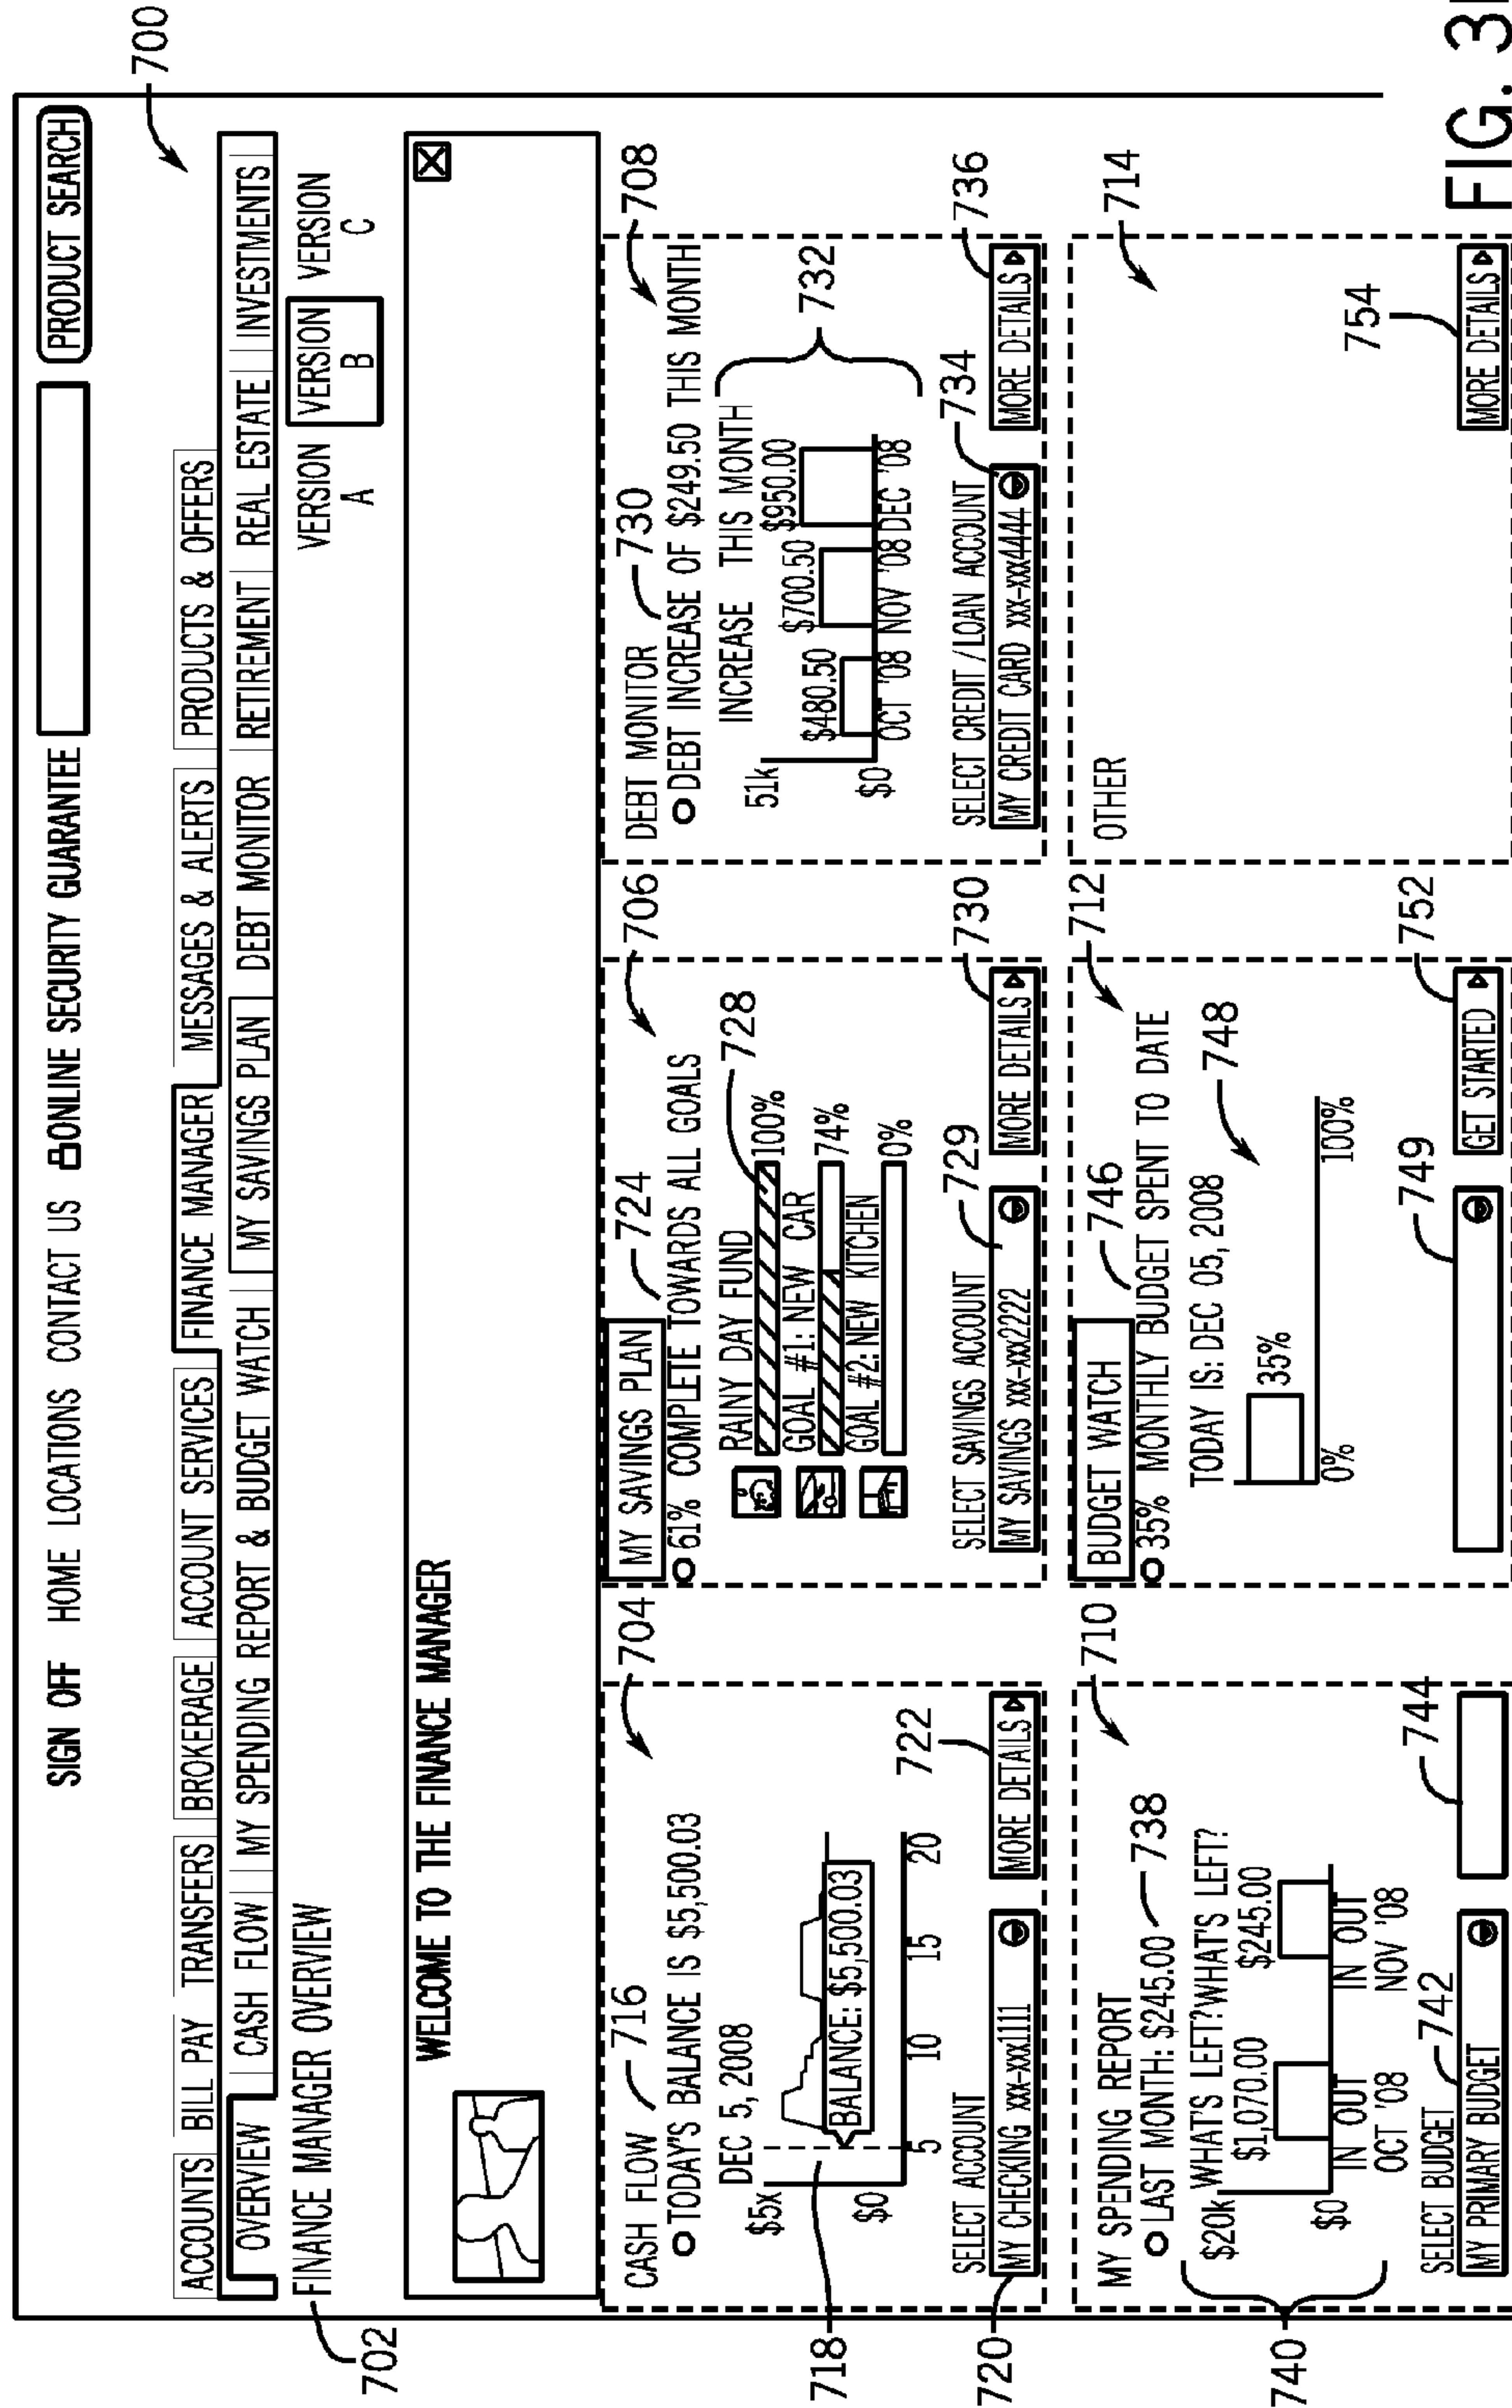 SIGN OFF HOME LOCATIONS CONTACT US ONLINE SECURITY GUARANTEE PRODUCT SEARCH
700
ACCOUNTS BILL PAY TRANSFERS BROKERAGE ACCOUNT SERVICES FINANCE MANAGER MESSAGES & ALERTS PRODUCTS & OFFERS
OVERVIEW CASH FLOW MY SPENDING REPORT & BUDGET WATCH MY SAVINGS PLAN DEBT MONITOR RETIREMENT REAL ESTATE INVESTMENTS
702
FINANCE MANAGER OVERVIEW
VERSION A VERSION B VERSION C
WELCOME TO THE FINANCE MANAGER
704
CASH FLOW 716
TODAY'S BALANCE IS $5,500.03
DEC 5, 2008
$5x
BALANCE: $5,500.03
718
$0
5 10 15 20
722
SELECT ACCOUNT
720
MY CHECKING xxx-xxx1111
MORE DETAILS
706
MY SAVINGS PLAN 724
61% COMPLETE TOWARDS ALL GOALS
728
RAINY DAY FUND
100%
GOAL #1: NEW CAR
74%
GOAL #2: NEW KITCHEN
0%
SELECT SAVINGS ACCOUNT 729
730
MY SAVINGS xxx-xxx2222
MORE DETAILS
708
DEBT MONITOR 730
DEBT INCREASE OF $249.50 THIS MONTH
INCREASE THIS MONTH
732
51k
$480.50 $700.50 $950.00
$0
OCT '08 NOV '08 DEC '08
SELECT CREDIT/LOAN ACCOUNT 734
736
MY CREDIT CARD xxx-xxx4444
MORE DETAILS
710
MY SPENDING REPORT
LAST MONTH: $245.00 738
WHAT'S LEFT? WHAT'S LEFT?
$20k
$1,070.00 $245.00
740
$0
IN OUT IN OUT
OCT '08 NOV '08
SELECT BUDGET 742
744
MY PRIMARY BUDGET
712
BUDGET WATCH 746
35% MONTHLY BUDGET SPENT TO DATE
TODAY IS: DEC 05, 2008
748
35%
0% 100%
749
752
GET STARTED
714
OTHER
754
MORE DETAILS